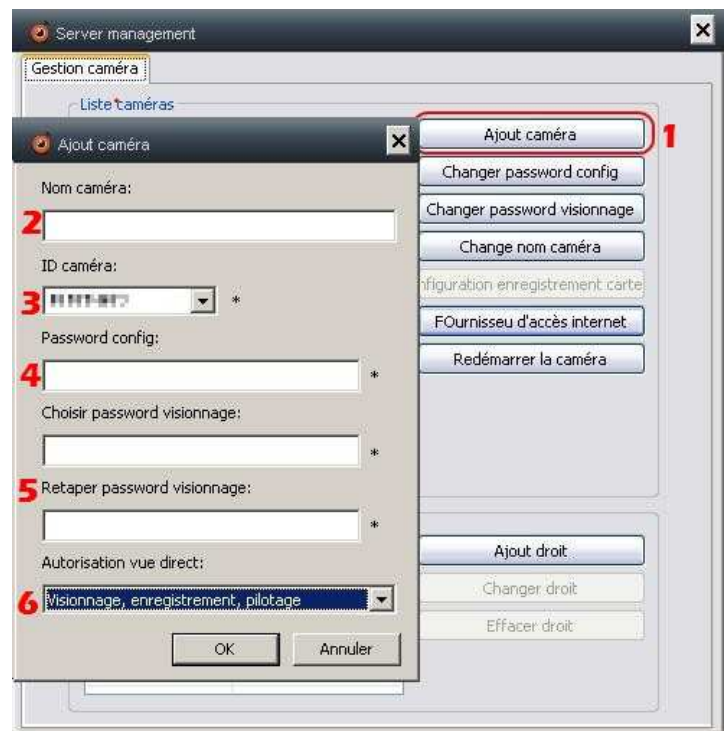 Server management
Gestion caméra
Liste caméras
Ajout caméra
1
Changer password config
Changer password visionnage
Change nom caméra
nfiguration enregistrement carte
FOurnisseu d'accès internet
Redémarrer la caméra
Ajout droit
Changer droit
Effacer droit
Ajout caméra
Nom caméra:
2
ID caméra:
3
*
Password config:
4
*
Choisir password visionnage:
*
5 Retaper password visionnage:
*
Autorisation vue direct:
6 Visionnage, enregistrement, pilotage
OK
Annuler